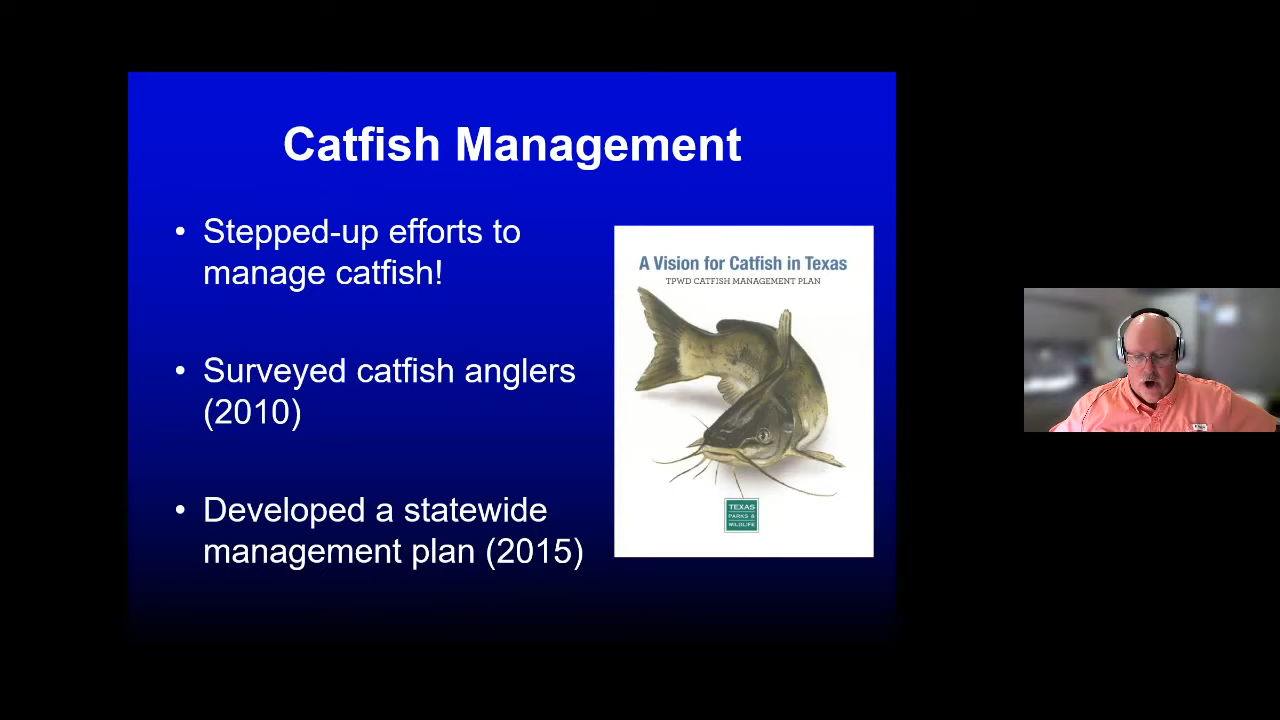 Catfish Management
• Stepped-up efforts to
manage catfish!
• Surveyed catfish anglers
(2010)
• Developed a statewide
management plan (2015)
A Vision for Catfish in Texas
TPWD CATFISH MANAGEMENT PLAN
TEXAS
PARKS &
WILDLIFE